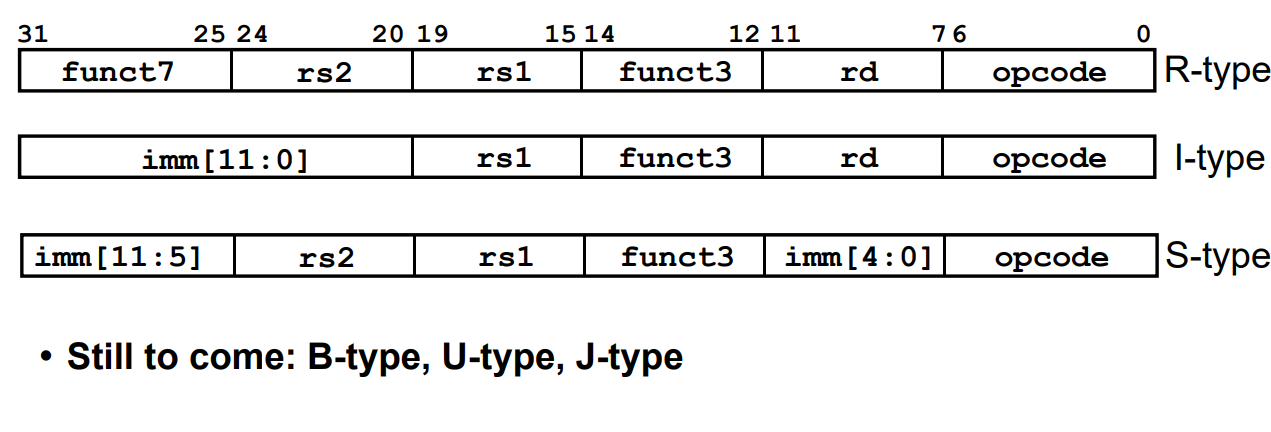 31 25 24 20 19 15 14 12 11 7 6 0
funct7 rs2 rs1 funct3 rd opcode R-type
imm[11:0] rs1 funct3 rd opcode I-type
imm[11:5] rs2 rs1 funct3 imm[4:0] opcode S-type
• Still to come: B-type, U-type, J-type